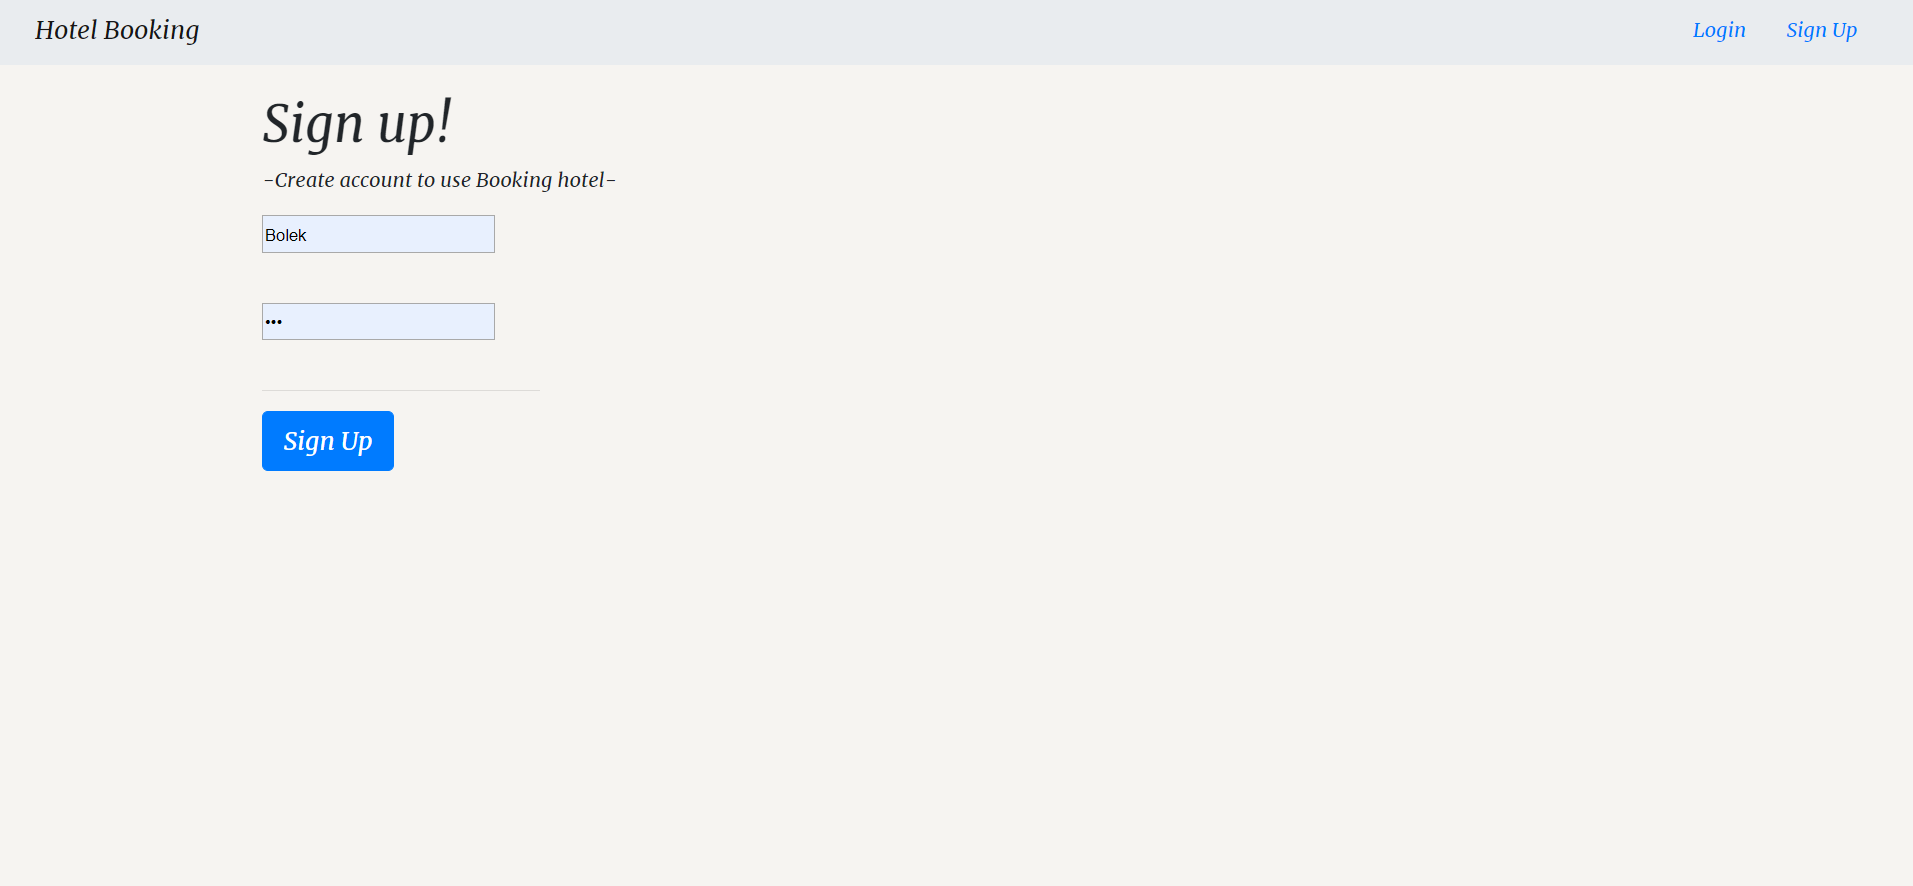 Hotel Booking
Login
Sign Up
Sign up!
-Create account to use Booking hotel-
Bolek
•••
Sign Up